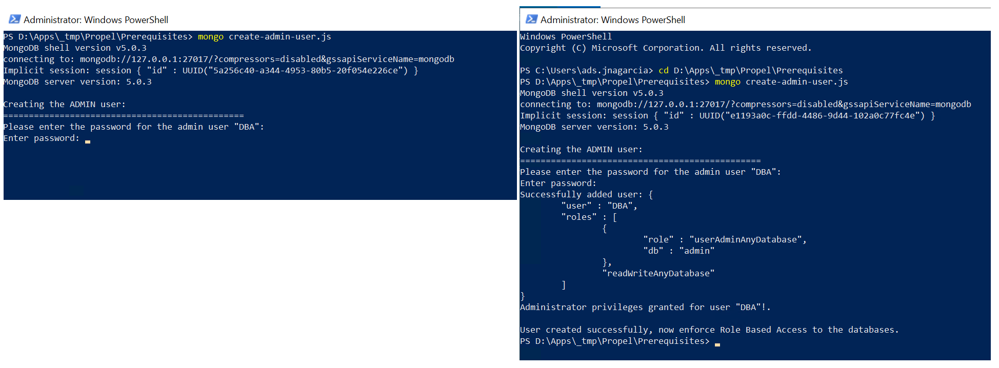 Administrator: Windows PowerShell
PS D:\Apps\_tmp\Propel\Prerequisites> mongo create-admin-user.js
MongoDB shell version v5.0.3
connecting to: mongodb://127.0.0.1:27017/?compressors=disabled&gssapiServiceName=mongodb
Implicit session: session { "id" : UUID("5a256c40-a344-4953-80b5-20f054e226ce") }
MongoDB server version: 5.0.3
Creating the ADMIN user:
===============================================
Please enter the password for the admin user "DBA":
Enter password:
Administrator: Windows PowerShell
Windows PowerShell
Copyright (C) Microsoft Corporation. All rights reserved.
PS C:\Users\ads.jnagarcia> cd D:\Apps\_tmp\Propel\Prerequisites
PS D:\Apps\_tmp\Propel\Prerequisites> mongo create-admin-user.js
MongoDB shell version v5.0.3
connecting to: mongodb://127.0.0.1:27017/?compressors=disabled&gssapiServiceName=mongodb
Implicit session: session { "id" : UUID("e1193a0c-ffdd-4486-9d44-102a0c77fc4e") }
MongoDB server version: 5.0.3
Creating the ADMIN user:
===============================================
Please enter the password for the admin user "DBA":
Enter password:
Successfully added user: {
"user" : "DBA",
"roles" : [
{
"role" : "userAdminAnyDatabase",
"db" : "admin"
},
"readWriteAnyDatabase"
]
}
Administrator privileges granted for user "DBA"!.
User created successfully, now enforce Role Based Access to the databases.
PS D:\Apps\_tmp\Propel\Prerequisites>